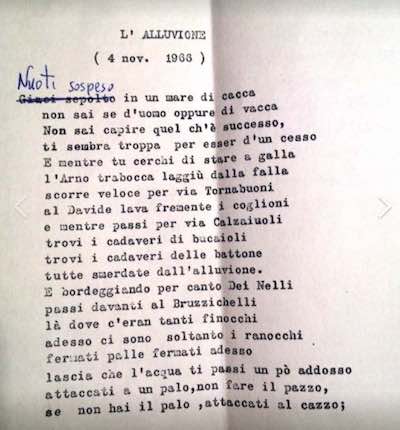 L' ALLUVIONE
( 4 nov. 1966 )
Nuoti sospeso
Giaci sepolto in un mare di cacca
non sai se d'uomo oppure di vacca
Non sai capire quel ch'è successo,
ti sembra troppa per esser d'un cesso
E mentre tu cerchi di stare a galla
l'Arno trabocca laggiù dalla falla
scorre veloce per via Tornabuoni
al Davide lava fremente i coglioni
e mentre passi per via Calzaiuoli
trovi i cadaveri di bucaioli
trovi i cadaveri delle battone
tutte smerdate dall'alluvione.
E bordeggiando per canto Dei Nelli
passi davanti al Bruzzichelli
là dove c'eran tanti finocchi
adesso ci sono soltanto i ranocchi
fermati palle fermati adesso
lascia che l'acqua ti passi un pò addosso
attaccati a un palo,non fare il pazzo,
se non hai il palo ,attaccati al cazzo;